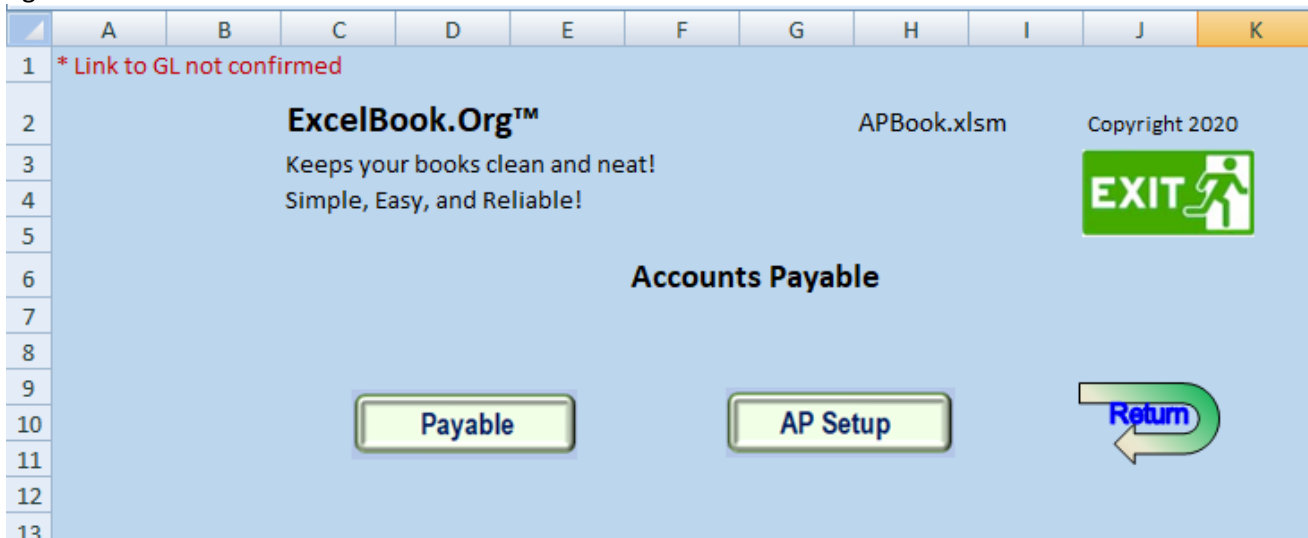 A B C D E F G H I J K
1 * Link to GL not confirmed
2 ExcelBook.Org™ APBook.xlsm Copyright 2020
3 Keeps your books clean and neat!
EXIT
4 Simple, Easy, and Reliable!
5
6 Accounts Payable
7
8
9
10 Payable AP Setup Return
11
12
13